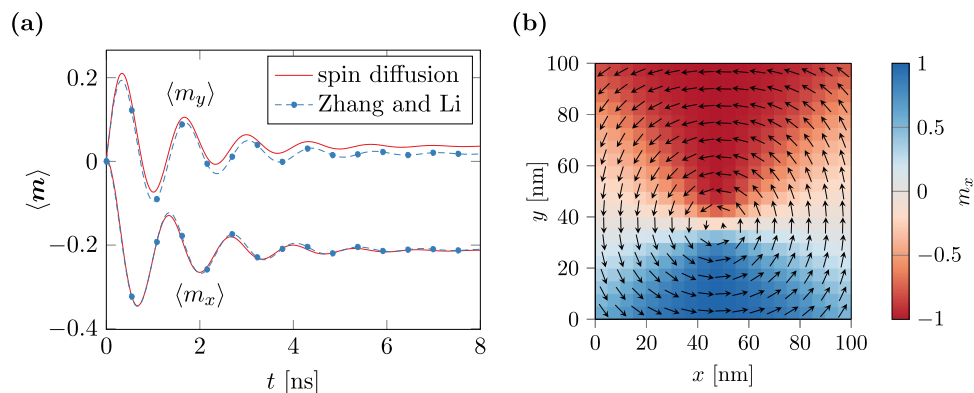 (a)
⟨m⟩
0.2
0
−0.2
−0.4
0
2
4
6
8
t [ns]
spin diffusion
Zhang and Li
⟨m_y⟩
⟨m_x⟩
(b)
y [nm]
100
80
60
40
20
0
0
20
40
60
80
100
x [nm]
1
0.5
0
−0.5
−1
m_x